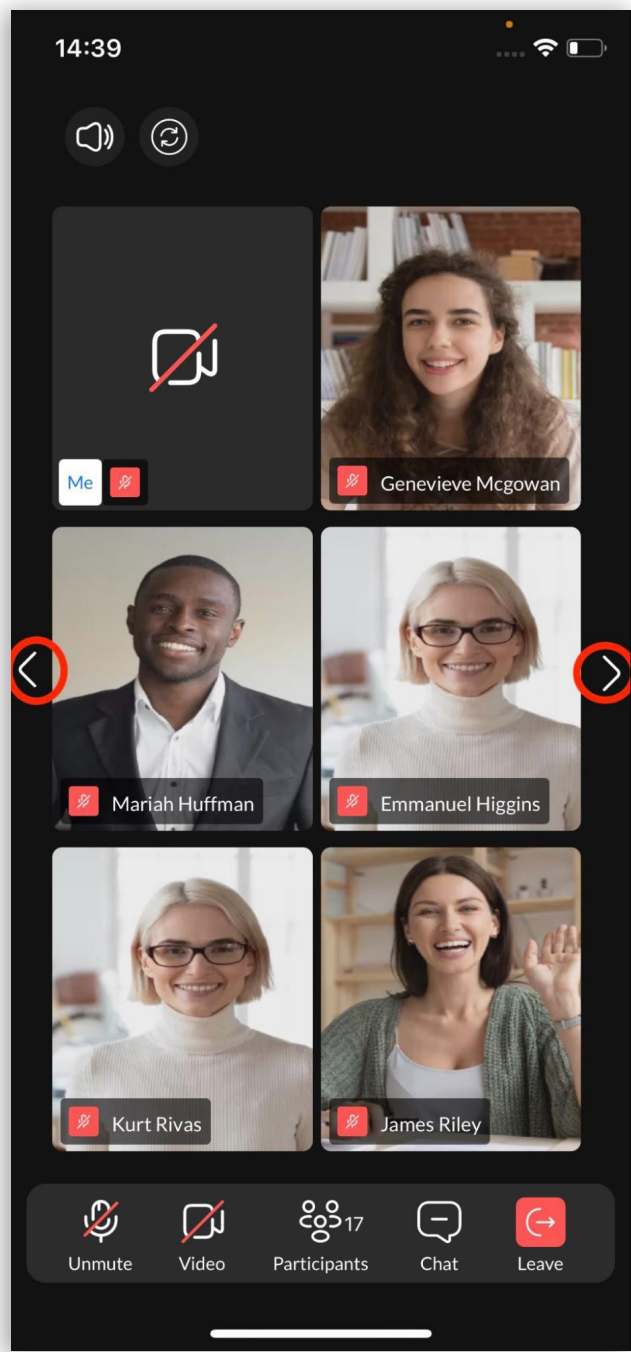 14:39
Me
Genevieve Mcgowan
Mariah Huffman
Emmanuel Higgins
Kurt Rivas
James Riley
17
Unmute
Video
Participants
Chat
Leave